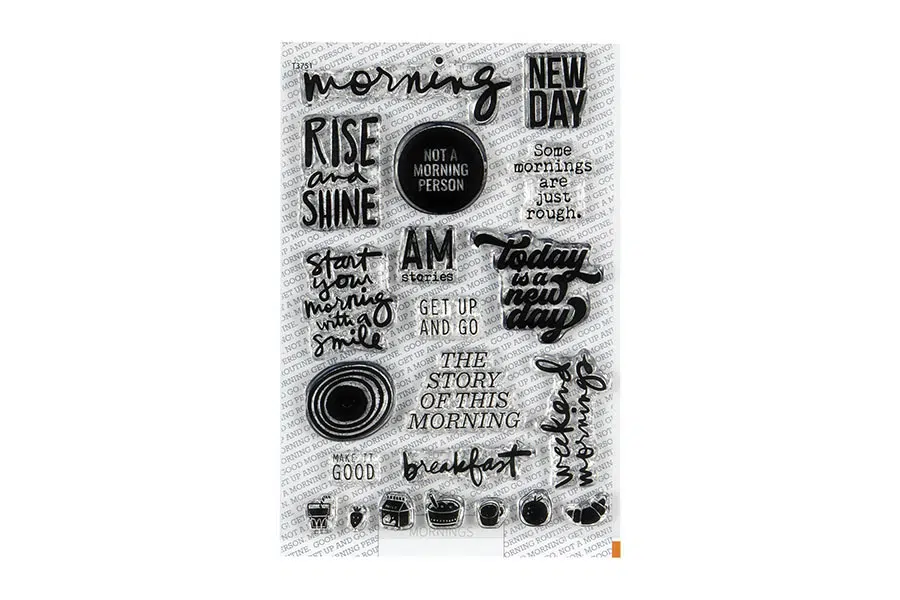 T3751
morning
NEW
DAY
RISE
and
SHINE
NOT A
MORNING
PERSON
Some
mornings
are
just
rough.
AM
stories
Start
your
morning
with a
smile
today
is a
new
day
GET UP
AND GO
THE
STORY
OF THIS
MORNING
weekend
mornings
MAKE IT
GOOD
breakfast
MORNINGS